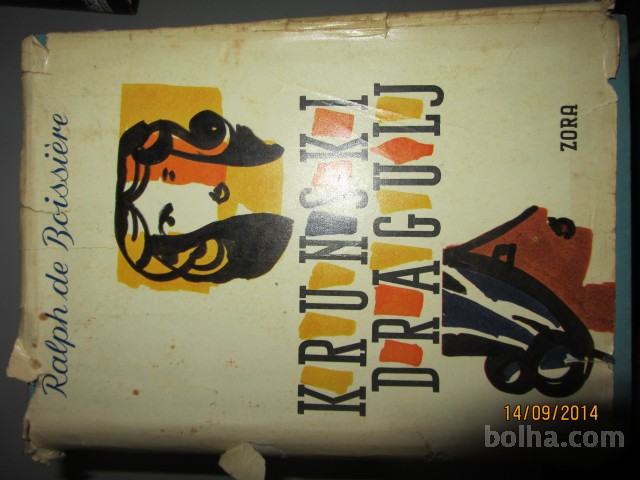 Ralph de Boissière
KRUNSKI
DRAGULJ
ZORA
14/09/2014
bolha.com